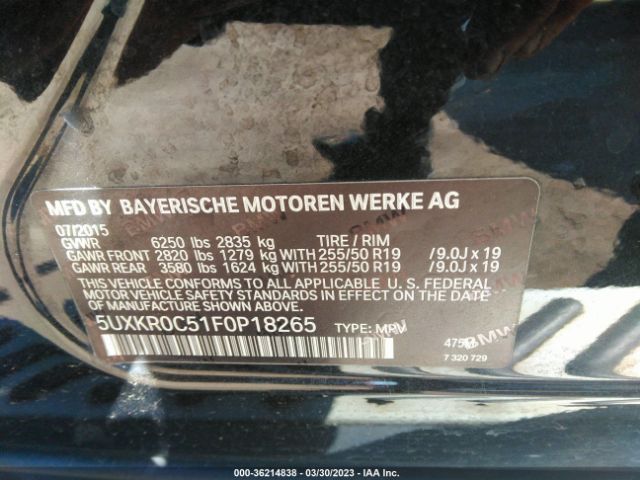 MFD BY BAYERISCHE MOTOREN WERKE AG
07/2015
GVWR 6250 lbs 2835 kg TIRE / RIM
GAWR FRONT 2820 lbs 1279 kg WITH 255/50 R19 /9.0J x 19
GAWR REAR 3580 lbs 1624 kg WITH 255/50 R19 /9.0J x 19
THIS VEHICLE CONFORMS TO ALL APPLICABLE U. S. FEDERAL
MOTOR VEHICLE SAFETY STANDARDS IN EFFECT ON THE DATE OF
MANUFACTURE SHOWN ABOVE.
5UXKR0C51F0P18265 TYPE: MPV
7 320 729
BMW BMW BMW
000-36214838 - 03/30/2023 - IAA Inc.